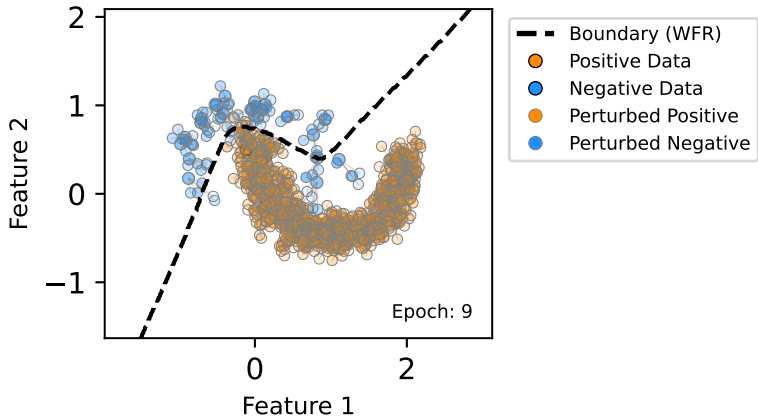 2
1
0
−1
Feature 2
0
2
Feature 1
Epoch: 9
Boundary (WFR)
Positive Data
Negative Data
Perturbed Positive
Perturbed Negative